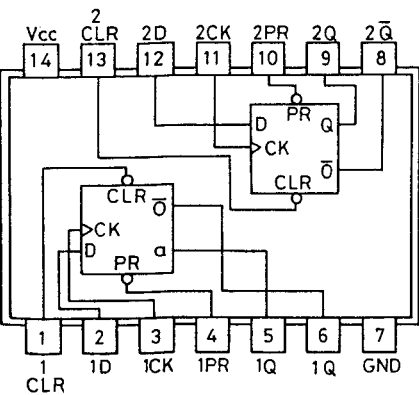 2
Vcc CLR 2D 2CK 2PR 2Q 2Q̅
14 13 12 11 10 9 8
PR
D Q
CK
Q̅
CLR
CLR
Q̅
CK
D
Q
PR
1 2 3 4 5 6 7
1 1D 1CK 1PR 1Q 1Q GND
CLR